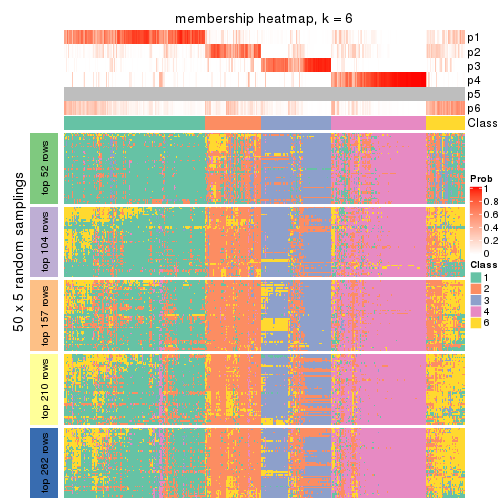 membership heatmap, k = 6
p1
p2
p3
p4
p5
p6
Class
50 x 5 random samplings
top 52 rows
top 104 rows
top 157 rows
top 210 rows
top 262 rows
Prob
1
0.8
0.6
0.4
0.2
0
Class
1
2
3
4
6